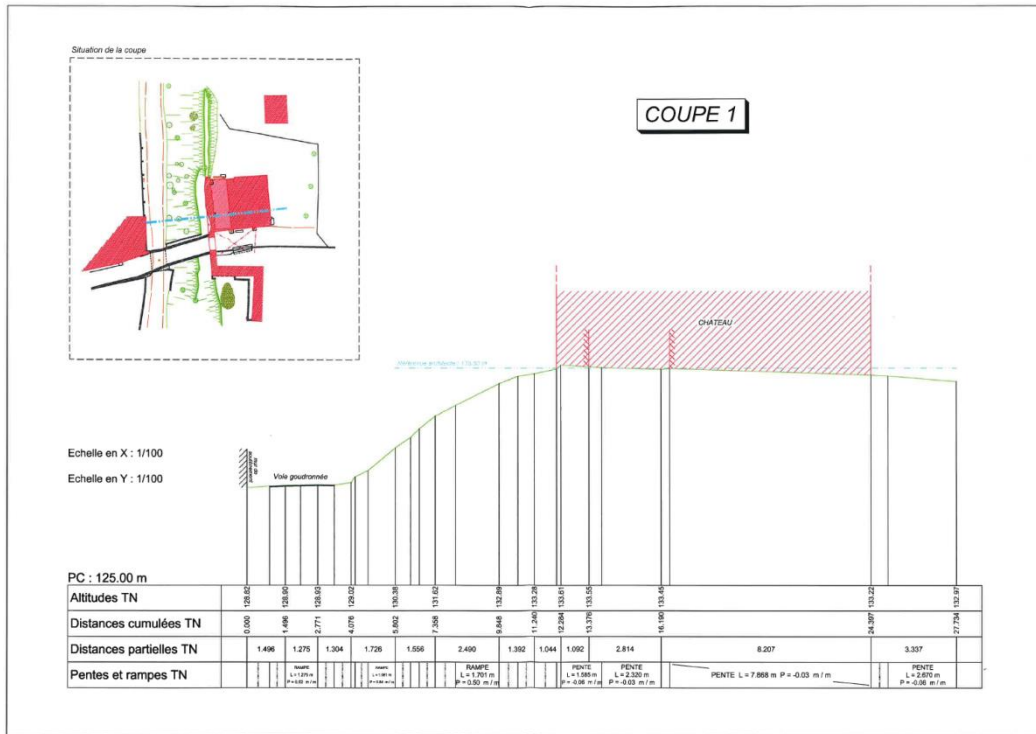 Situation de la coupe
COUPE 1
CHATEAU
Echelle en X : 1/100
Echelle en Y : 1/100
Voie goudronnée
PC : 125.00 m
Altitudes TN
128.82 128.90 128.93 129.02 130.38 131.62 132.89 133.28 133.61 133.55 133.45 133.22 132.97
Distances cumulées TN
0.000 1.496 2.771 4.076 5.802 7.358 9.848 11.240 12.284 13.376 16.190 24.397 27.734
Distances partielles TN
1.496 1.275 1.304 1.726 1.556 2.490 1.392 1.044 1.092 2.814 8.207 3.337
Pentes et rampes TN
RAMPE
L = 1.701 m
P = 0.50 m / m
PENTE
L = 1.585 m
P = -0.06 m / m
PENTE
L = 2.320 m
P = -0.03 m / m
PENTE L = 7.868 m P = -0.03 m / m
PENTE
L = 2.670 m
P = -0.06 m / m